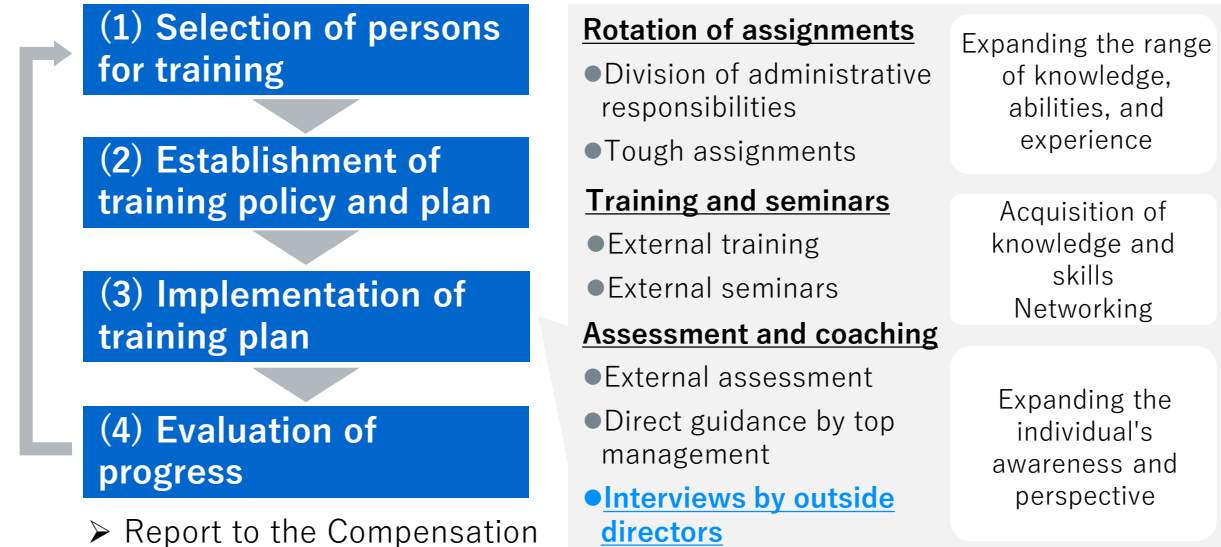 (1) Selection of persons
for training
(2) Establishment of
training policy and plan
(3) Implementation of
training plan
(4) Evaluation of
progress
➢ Report to the Compensation
Rotation of assignments
●Division of administrative
responsibilities
●Tough assignments
Training and seminars
●External training
●External seminars
Assessment and coaching
●External assessment
●Direct guidance by top
management
●Interviews by outside
directors
Expanding the range
of knowledge,
abilities, and
experience
Acquisition of
knowledge and
skills
Networking
Expanding the
individual's
awareness and
perspective